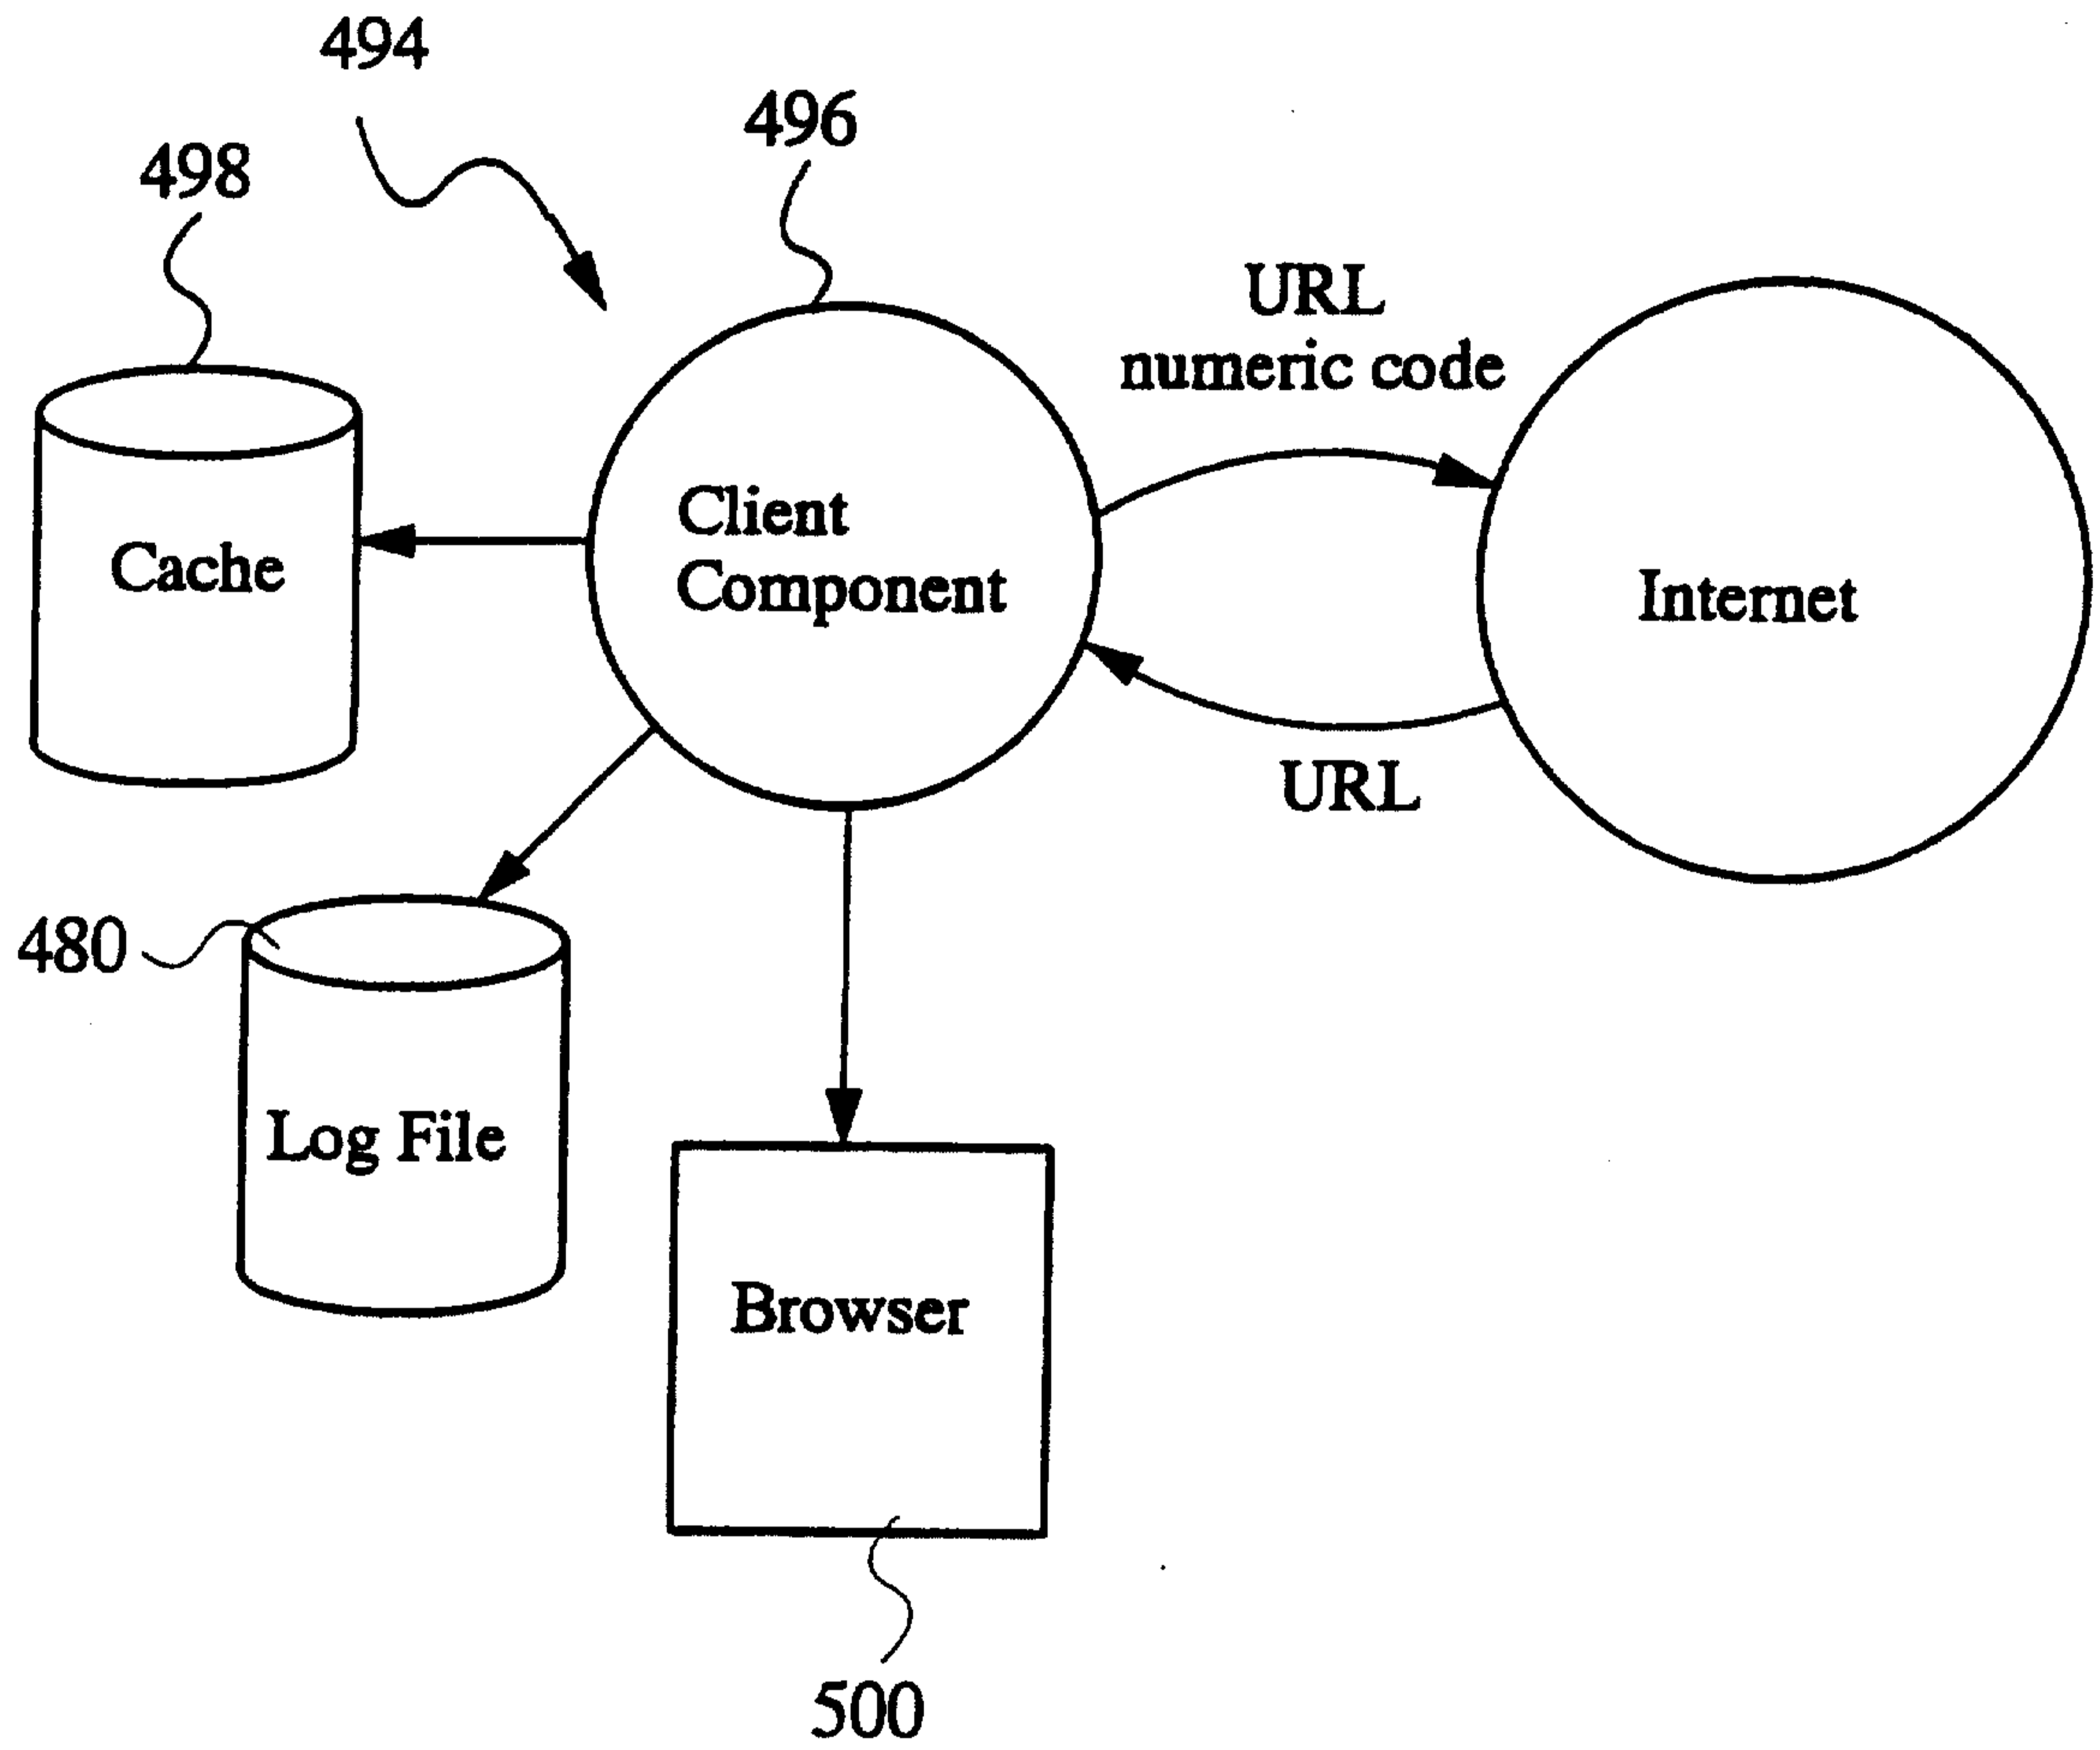 494
496
498
URL
numeric code
Client
Component
Cache
Internet
URL
480
Log File
Browser
500